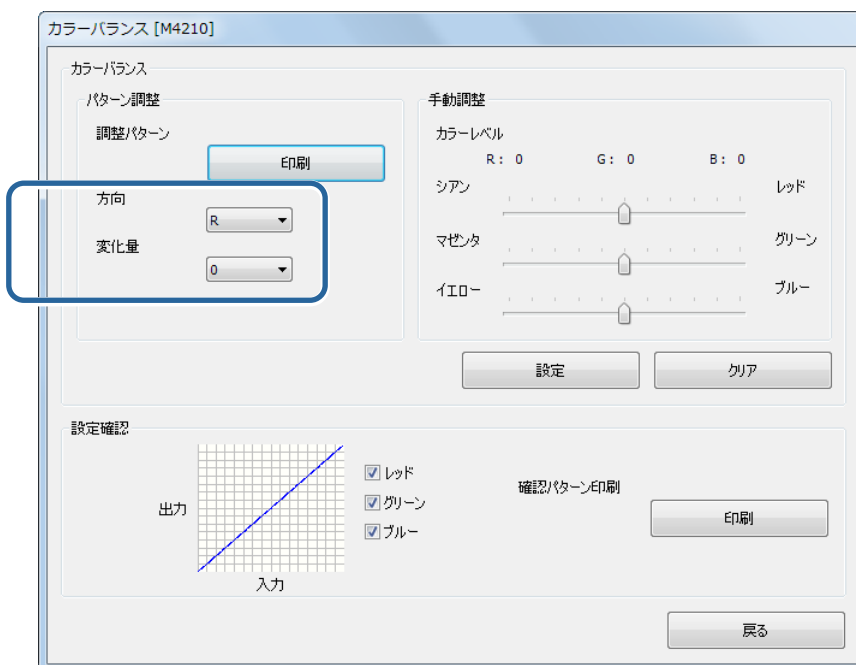 カラーバランス [M4210]
カラーバランス
パターン調整
調整パターン
印刷
方向
R
変化量
0
手動調整
カラーレベル
R: 0 G: 0 B: 0
シアン レッド
マゼンタ グリーン
イエロー ブルー
設定 クリア
設定確認
出力
入力
レッド
グリーン
ブルー
確認パターン印刷
印刷
戻る